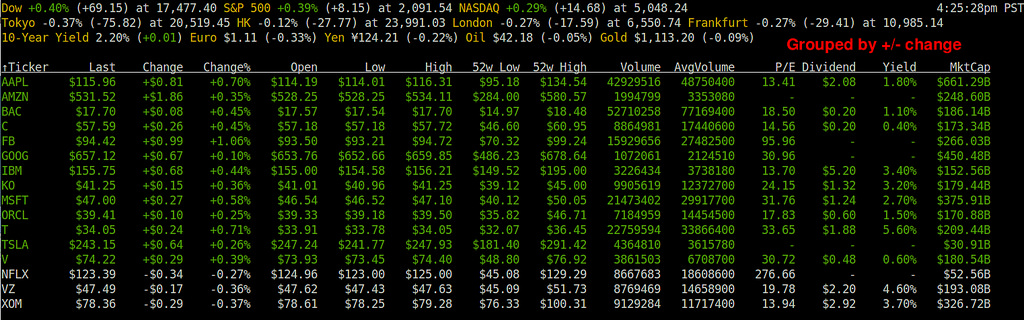 Dow +0.40% (+69.15) at 17,477.40 S&P 500 +0.39% (+8.15) at 2,091.54 NASDAQ +0.29% (+14.68) at 5,048.24 4:25:28pm PST
Tokyo -0.37% (-75.82) at 20,519.45 HK -0.12% (-27.77) at 23,991.03 London -0.27% (-17.59) at 6,550.74 Frankfurt -0.27% (-29.41) at 10,985.14
10-Year Yield 2.20% (+0.01) Euro $1.11 (-0.33%) Yen ¥124.21 (-0.22%) Oil $42.18 (-0.05%) Gold $1,113.20 (-0.09%)
Grouped by +/- change
↑Ticker Last Change Change% Open Low High 52w Low 52w High Volume AvgVolume P/E Dividend Yield MktCap
AAPL $115.96 +$0.81 +0.70% $114.19 $114.01 $116.31 $95.18 $134.54 42929516 48750400 13.41 $2.08 1.80% $661.29B
AMZN $531.52 +$1.86 +0.35% $528.25 $528.25 $534.11 $284.00 $580.57 1994799 3353080 - - - $248.60B
BAC $17.70 +$0.08 +0.45% $17.57 $17.54 $17.70 $14.97 $18.48 52710258 77169400 18.50 $0.20 1.10% $186.14B
C $57.59 +$0.26 +0.45% $57.18 $57.18 $57.72 $46.60 $60.95 8864981 17440600 14.56 $0.20 0.40% $173.34B
FB $94.42 +$0.99 +1.06% $93.50 $93.21 $94.72 $70.32 $99.24 15929656 27482500 95.96 - - $266.03B
GOOG $657.12 +$0.67 +0.10% $653.76 $652.66 $659.85 $486.23 $678.64 1072061 2124510 30.96 - - $450.48B
IBM $155.75 +$0.68 +0.44% $155.00 $154.58 $156.21 $149.52 $195.00 3226434 3738180 13.70 $5.20 3.40% $152.56B
KO $41.25 +$0.15 +0.36% $41.01 $40.96 $41.25 $39.12 $45.00 9905619 12372700 24.15 $1.32 3.20% $179.44B
MSFT $47.00 +$0.27 +0.58% $46.54 $46.52 $47.10 $40.12 $50.05 21473402 29917700 31.76 $1.24 2.70% $375.91B
ORCL $39.41 +$0.10 +0.25% $39.33 $39.18 $39.50 $35.82 $46.71 7184959 14454500 17.83 $0.60 1.50% $170.88B
T $34.05 +$0.24 +0.71% $33.91 $33.78 $34.05 $32.07 $36.45 22759594 33866400 33.65 $1.88 5.60% $209.44B
TSLA $243.15 +$0.64 +0.26% $247.24 $241.77 $247.93 $181.40 $291.42 4364810 3615780 - - - $30.91B
V $74.22 +$0.29 +0.39% $73.93 $73.45 $74.40 $48.80 $76.92 3861503 6708700 30.72 $0.48 0.60% $180.54B
NFLX $123.39 -$0.34 -0.27% $124.96 $123.00 $125.00 $45.08 $129.29 8667683 18608600 276.66 - - $52.56B
VZ $47.49 -$0.17 -0.36% $47.62 $47.43 $47.63 $45.09 $51.73 8769469 14658900 19.78 $2.20 4.60% $193.08B
XOM $78.36 -$0.29 -0.37% $78.61 $78.25 $79.28 $76.33 $100.31 9129284 11717400 13.94 $2.92 3.70% $326.72B